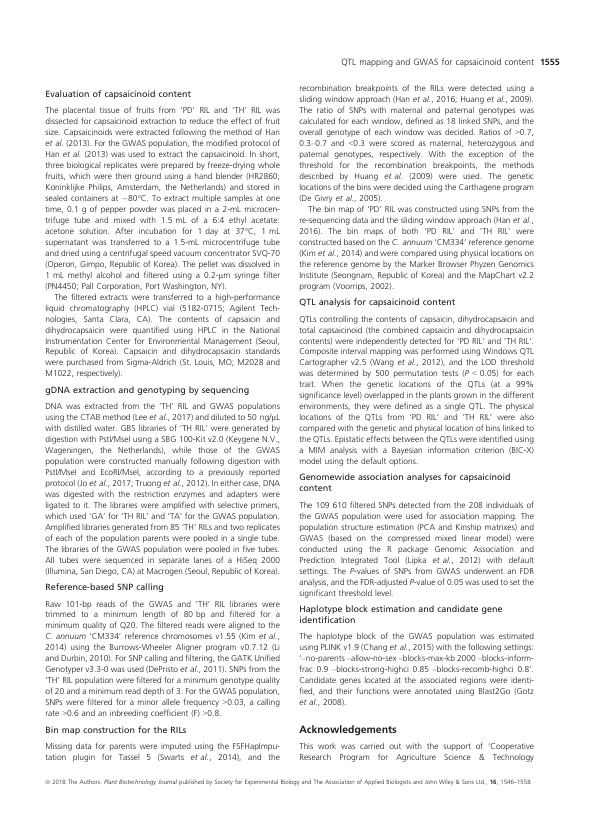 QTL mapping and GWAS for capsaicinoid content 1555
Evaluation of capsaicinoid content
The placental tissue of fruits from ‘PD’ RIL and ‘TH’ RIL was
dissected for capsaicinoid extraction to reduce the effect of fruit
size. Capsaicinoids were extracted following the method of Han
et al. (2013). For the GWAS population, the modified protocol of
Han et al. (2013) was used to extract the capsaicinoid. In short,
three biological replicates were prepared by freeze-drying whole
fruits, which were then ground using a hand blender (HR2860;
Koninklijke Philips, Amsterdam, the Netherlands) and stored in
sealed containers at −80°C. To extract multiple samples at one
time, 0.1 g of pepper powder was placed in a 2-mL microcen-
trifuge tube and mixed with 1.5 mL of a 6:4 ethyl acetate:
acetone solution. After incubation for 1 day at 37°C, 1 mL
supernatant was transferred to a 1.5-mL microcentrifuge tube
and dried using a centrifugal speed vacuum concentrator SVQ-70
(Operon, Gimpo, Republic of Korea). The pellet was dissolved in
1 mL methyl alcohol and filtered using a 0.2-μm syringe filter
(PN4450; Pall Corporation, Port Washington, NY).
The filtered extracts were transferred to a high-performance
liquid chromatography (HPLC) vial (5182-0715; Agilent Tech-
nologies, Santa Clara, CA). The contents of capsaicin and
dihydrocapsaicin were quantified using HPLC in the National
Instrumentation Center for Environmental Management (Seoul,
Republic of Korea). Capsaicin and dihydrocapsaicin standards
were purchased from Sigma-Aldrich (St. Louis, MO; M2028 and
M1022, respectively).
gDNA extraction and genotyping by sequencing
DNA was extracted from the ‘TH’ RIL and GWAS populations
using the CTAB method (Lee et al., 2017) and diluted to 50 ng/μL
with distilled water. GBS libraries of ‘TH RIL’ were generated by
digestion with PstI/MseI using a SBG 100-Kit v2.0 (Keygene N.V.,
Wageningen, the Netherlands), while those of the GWAS
population were constructed manually following digestion with
PstI/MseI and EcoRI/MseI, according to a previously reported
protocol (Jo et al., 2017; Truong et al., 2012). In either case, DNA
was digested with the restriction enzymes and adapters were
ligated to it. The libraries were amplified with selective primers,
which used ‘GA’ for ‘TH RIL’ and ‘TA’ for the GWAS population.
Amplified libraries generated from 85 ‘TH’ RILs and two replicates
of each of the population parents were pooled in a single tube.
The libraries of the GWAS population were pooled in five tubes.
All tubes were sequenced in separate lanes of a HiSeq 2000
(Illumina, San Diego, CA) at Macrogen (Seoul, Republic of Korea).
Reference-based SNP calling
Raw 101-bp reads of the GWAS and ‘TH’ RIL libraries were
trimmed to a minimum length of 80 bp and filtered for a
minimum quality of Q20. The filtered reads were aligned to the
C. annuum ‘CM334’ reference chromosomes v1.55 (Kim et al.,
2014) using the Burrows-Wheeler Aligner program v0.7.12 (Li
and Durbin, 2010). For SNP calling and filtering, the GATK Unified
Genotyper v3.3-0 was used (DePristo et al., 2011). SNPs from the
‘TH’ RIL population were filtered for a minimum genotype quality
of 20 and a minimum read depth of 3. For the GWAS population,
SNPs were filtered for a minor allele frequency >0.03, a calling
rate >0.6 and an inbreeding coefficient (F) >0.8.
Bin map construction for the RILs
Missing data for parents were imputed using the FSFHapImpu-
tation plugin for Tassel 5 (Swarts et al., 2014), and the
recombination breakpoints of the RILs were detected using a
sliding window approach (Han et al., 2016; Huang et al., 2009).
The ratio of SNPs with maternal and paternal genotypes was
calculated for each window, defined as 18 linked SNPs, and the
overall genotype of each window was decided. Ratios of >0.7,
0.3–0.7 and <0.3 were scored as maternal, heterozygous and
paternal genotypes, respectively. With the exception of the
threshold for the recombination breakpoints, the methods
described by Huang et al. (2009) were used. The genetic
locations of the bins were decided using the Carthagene program
(De Givry et al., 2005).
The bin map of ‘PD’ RIL was constructed using SNPs from the
re-sequencing data and the sliding window approach (Han et al.,
2016). The bin maps of both ‘PD RIL’ and ‘TH RIL’ were
constructed based on the C. annuum ‘CM334’ reference genome
(Kim et al., 2014) and were compared using physical locations on
the reference genome by the Marker Browser Phyzen Genomics
Institute (Seongnam, Republic of Korea) and the MapChart v2.2
program (Voorrips, 2002).
QTL analysis for capsaicinoid content
QTLs controlling the contents of capsaicin, dihydrocapsaicin and
total capsaicinoid (the combined capsaicin and dihydrocapsaicin
contents) were independently detected for ‘PD RIL’ and ‘TH RIL’.
Composite interval mapping was performed using Windows QTL
Cartographer v2.5 (Wang et al., 2012), and the LOD threshold
was determined by 500 permutation tests (P < 0.05) for each
trait. When the genetic locations of the QTLs (at a 99%
significance level) overlapped in the plants grown in the different
environments, they were defined as a single QTL. The physical
locations of the QTLs from ‘PD RIL’ and ‘TH RIL’ were also
compared with the genetic and physical location of bins linked to
the QTLs. Epistatic effects between the QTLs were identified using
a MIM analysis with a Bayesian information criterion (BIC-X)
model using the default options.
Genomewide association analyses for capsaicinoid
content
The 109 610 filtered SNPs detected from the 208 individuals of
the GWAS population were used for association mapping. The
population structure estimation (PCA and Kinship matrixes) and
GWAS (based on the compressed mixed linear model) were
conducted using the R package Genomic Association and
Prediction Integrated Tool (Lipka et al., 2012) with default
settings. The P-values of SNPs from GWAS underwent an FDR
analysis, and the FDR-adjusted P-value of 0.05 was used to set the
significant threshold level.
Haplotype block estimation and candidate gene
identification
The haplotype block of the GWAS population was estimated
using PLINK v1.9 (Chang et al., 2015) with the following settings:
‘–no-parents –allow-no-sex –blocks-max-kb 2000 –blocks-inform-
frac 0.9 –blocks-strong-highci 0.85 –blocks-recomb-highci 0.8’.
Candidate genes located at the associated regions were identi-
fied, and their functions were annotated using Blast2Go (Gotz
et al., 2008).
Acknowledgements
This work was carried out with the support of ‘Cooperative
Research Program for Agriculture Science & Technology
© 2018 The Authors. Plant Biotechnology Journal published by Society for Experimental Biology and The Association of Applied Biologists and John Wiley & Sons Ltd., 16, 1546–1558